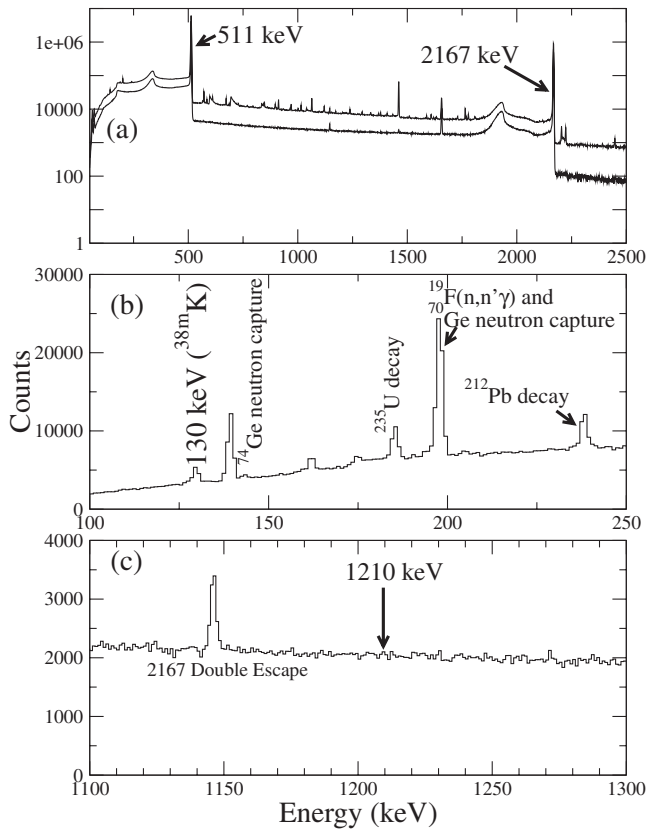 1e+06
10000
100
1
511 keV
2167 keV
(a)
500
1000
1500
2000
2500
30000
20000
10000
0
(b)
130 keV (³⁸ᵐK)
⁷⁴Ge neutron capture
²³⁵U decay
¹⁹F(n,n'γ) and
⁷⁰Ge neutron capture
²¹²Pb decay
100
150
200
250
Counts
4000
3000
2000
1000
0
(c)
1210 keV
2167 Double Escape
1100
1150
1200
1250
1300
Energy (keV)